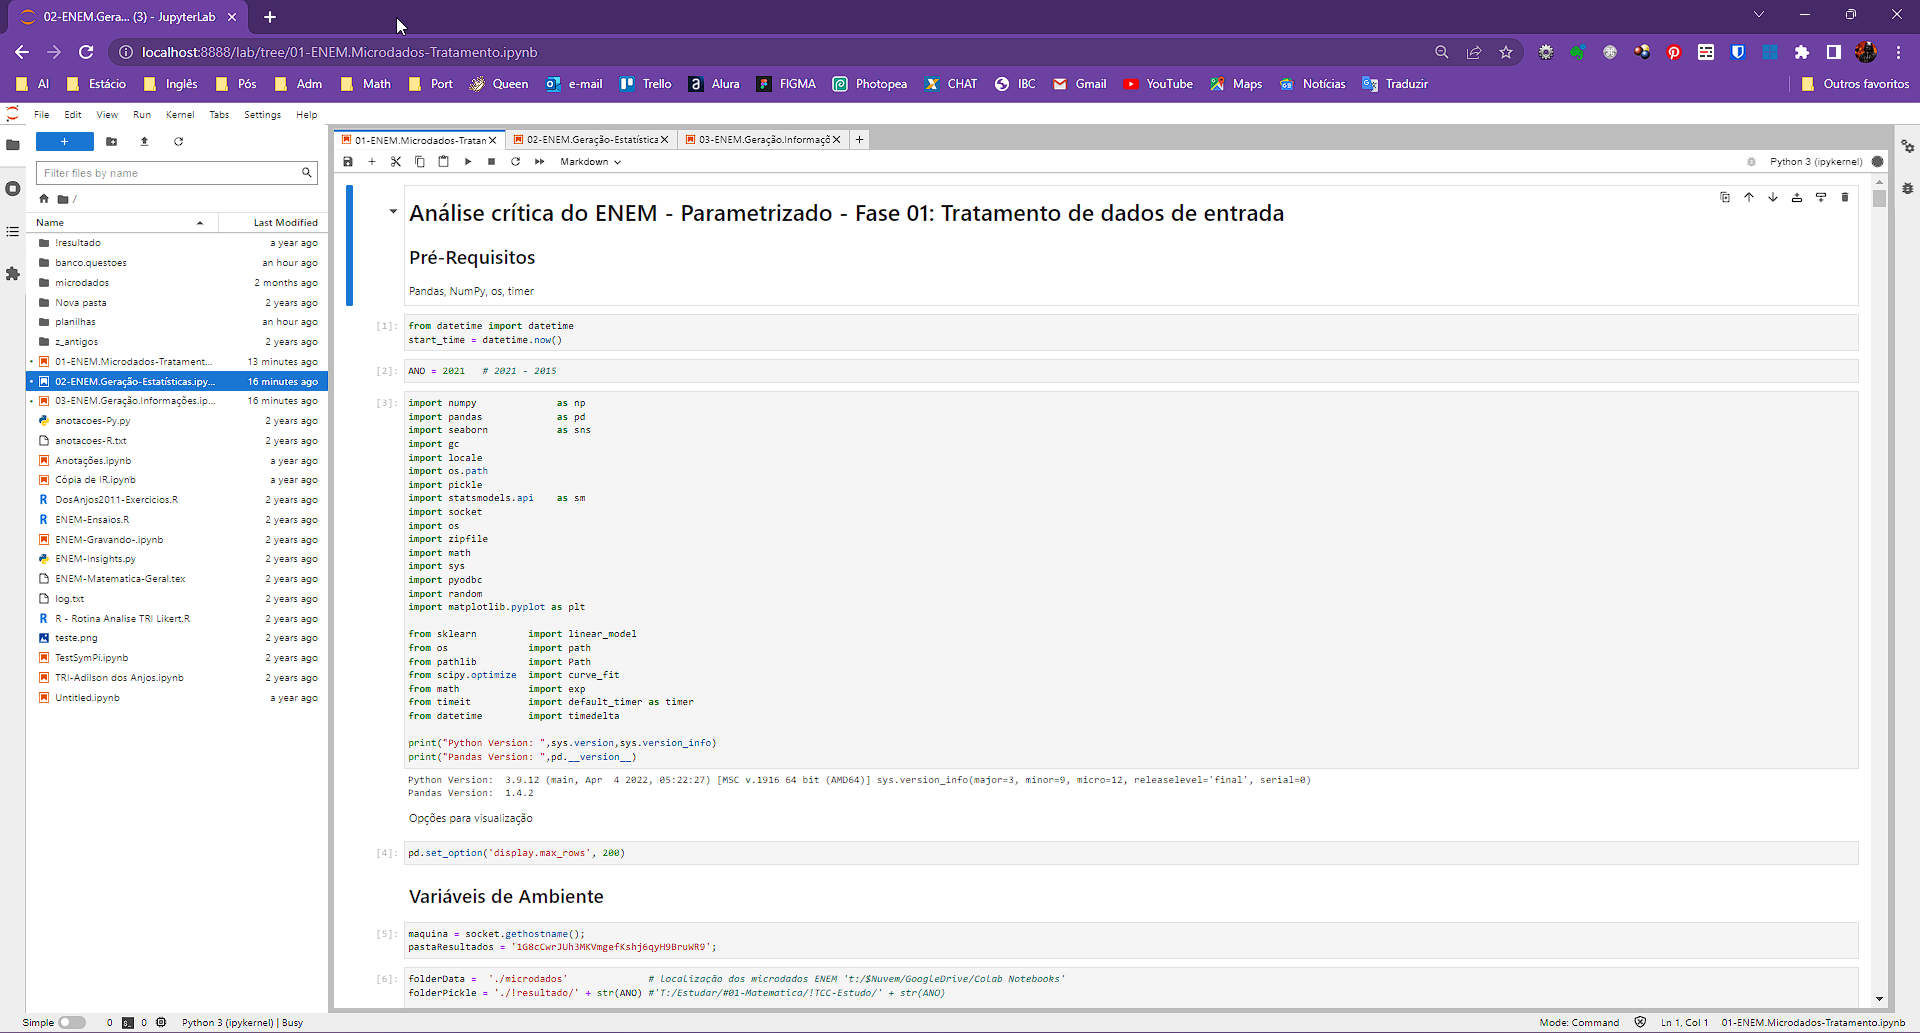 02-ENEM.Gera... (3) - JupyterLab
localhost:8888/lab/tree/01-ENEM.Microdados-Tratamento.ipynb
AI Estácio Inglês Pós Adm Math Port Queen e-mail Trello Alura FIGMA Photopea CHAT IBC Gmail YouTube Maps Notícias Traduzir Outros favoritos
File Edit View Run Kernel Tabs Settings Help
01-ENEM.Microdados-Tratan 02-ENEM.Geração-Estatística 03-ENEM.Geração.Informaçõ
Markdown Python 3 (ipykernel)
Filter files by name
/
Name Last Modified
!resultado a year ago
banco.questoes an hour ago
microdados 2 months ago
Nova pasta 2 years ago
planilhas an hour ago
z_antigos 2 years ago
01-ENEM.Microdados-Tratament... 13 minutes ago
02-ENEM.Geração-Estatísticas.ipy... 16 minutes ago
03-ENEM.Geração.Informações.ip... 16 minutes ago
anotacoes-Py.py 2 years ago
anotacoes-R.txt 2 years ago
Anotações.ipynb a year ago
Cópia de IR.ipynb a year ago
DosAnjos2011-Exercicios.R 2 years ago
ENEM-Ensaios.R 2 years ago
ENEM-Gravando-.ipynb 2 years ago
ENEM-Insights.py 2 years ago
ENEM-Matematica-Geral.tex 2 years ago
log.txt 2 years ago
R - Rotina Analise TRI Likert.R 2 years ago
teste.png 2 years ago
TestSymPi.ipynb 2 years ago
TRI-Adilson dos Anjos.ipynb 2 years ago
Untitled.ipynb a year ago
Análise crítica do ENEM - Parametrizado - Fase 01: Tratamento de dados de entrada
Pré-Requisitos
Pandas, NumPy, os, timer
[1]: from datetime import datetime
start_time = datetime.now()
[2]: ANO = 2021 # 2021 - 2015
[3]: import numpy as np
import pandas as pd
import seaborn as sns
import gc
import locale
import os.path
import pickle
import statsmodels.api as sm
import socket
import os
import zipfile
import math
import sys
import pyodbc
import random
import matplotlib.pyplot as plt
from sklearn import linear_model
from os import path
from pathlib import Path
from scipy.optimize import curve_fit
from math import exp
from timeit import default_timer as timer
from datetime import timedelta
print("Python Version: ",sys.version,sys.version_info)
print("Pandas Version: ",pd.__version__)
Python Version: 3.9.12 (main, Apr 4 2022, 05:22:27) [MSC v.1916 64 bit (AMD64)] sys.version_info(major=3, minor=9, micro=12, releaselevel='final', serial=0)
Pandas Version: 1.4.2
Opções para visualização
[4]: pd.set_option('display.max_rows', 200)
Variáveis de Ambiente
[5]: maquina = socket.gethostname();
pastaResultados = '1G8cCwrJUh3MKVmgefKshj6qyH9BruWR9';
[6]: folderData = './microdados' # Localização dos microdados ENEM 't:/$Nuvem/GoogleDrive/CoLab Notebooks'
folderPickle = './!resultado/' + str(ANO) #'T:/Estudar/#01-Matematica/!TCC-Estudo/' + str(ANO)
Simple 0 0 Python 3 (ipykernel) | Busy Mode: Command Ln 1, Col 1 01-ENEM.Microdados-Tratamento.ipynb